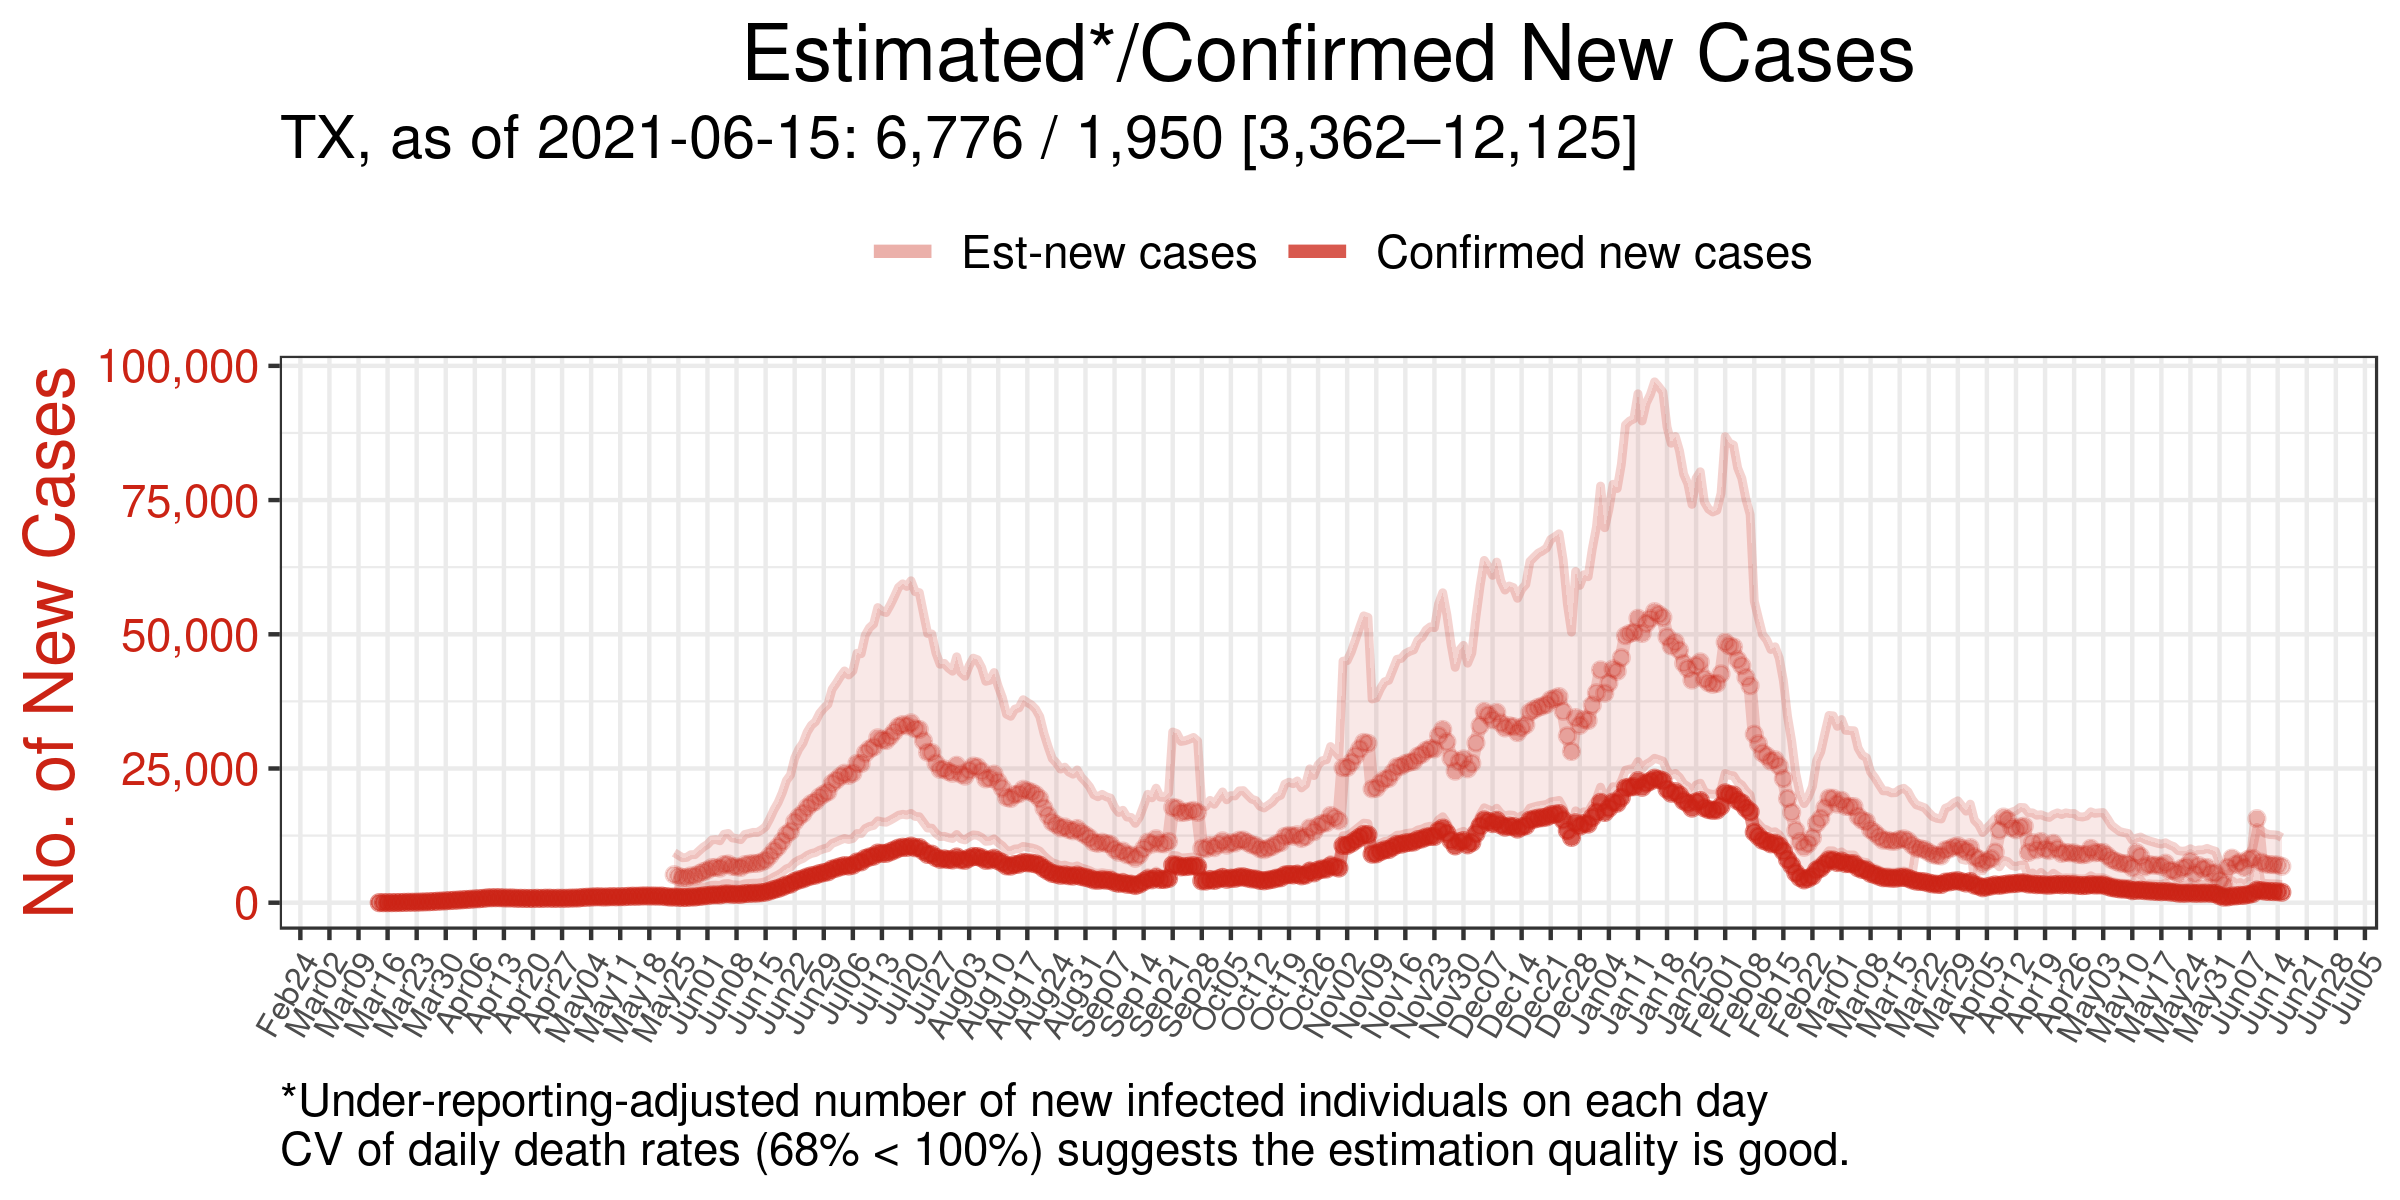 Estimated*/Confirmed New Cases
TX, as of 2021-06-15: 6,776 / 1,950 [3,362–12,125]
Est-new cases
Confirmed new cases
No. of New Cases
100,000
75,000
50,000
25,000
0
Feb24
Mar02
Mar09
Mar16
Mar23
Mar30
Apr06
Apr13
Apr20
Apr27
May04
May11
May18
May25
Jun01
Jun08
Jun15
Jun22
Jun29
Jul06
Jul13
Jul20
Jul27
Aug03
Aug10
Aug17
Aug24
Aug31
Sep07
Sep14
Sep21
Sep28
Oct05
Oct12
Oct19
Oct26
Nov02
Nov09
Nov16
Nov23
Nov30
Dec07
Dec14
Dec21
Dec28
Jan04
Jan11
Jan18
Jan25
Feb01
Feb08
Feb15
Feb22
Mar01
Mar08
Mar15
Mar22
Mar29
Apr05
Apr12
Apr19
Apr26
May03
May10
May17
May24
May31
Jun07
Jun14
Jun21
Jun28
Jul05
*Under-reporting-adjusted number of new infected individuals on each day
CV of daily death rates (68% < 100%) suggests the estimation quality is good.